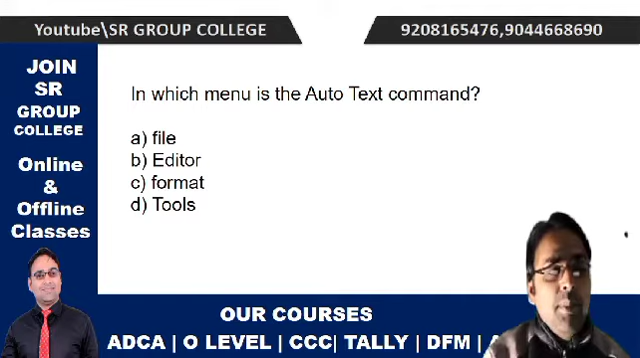 Youtube\SR GROUP COLLEGE
9208165476,9044668690
JOIN
SR
GROUP
COLLEGE
Online
&
Offline
Classes
In which menu is the Auto Text command?
a) file
b) Editor
c) format
d) Tools
OUR COURSES
ADCA | O LEVEL | CCC| TALLY | DFM | A